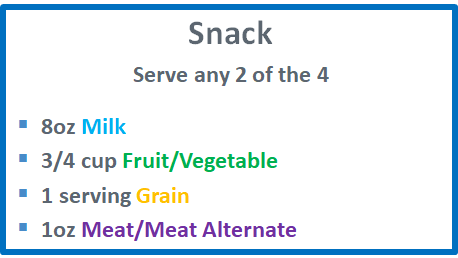 Snack
Serve any 2 of the 4
▪ 8oz Milk
▪ 3/4 cup Fruit/Vegetable
▪ 1 serving Grain
▪ 1oz Meat/Meat Alternate